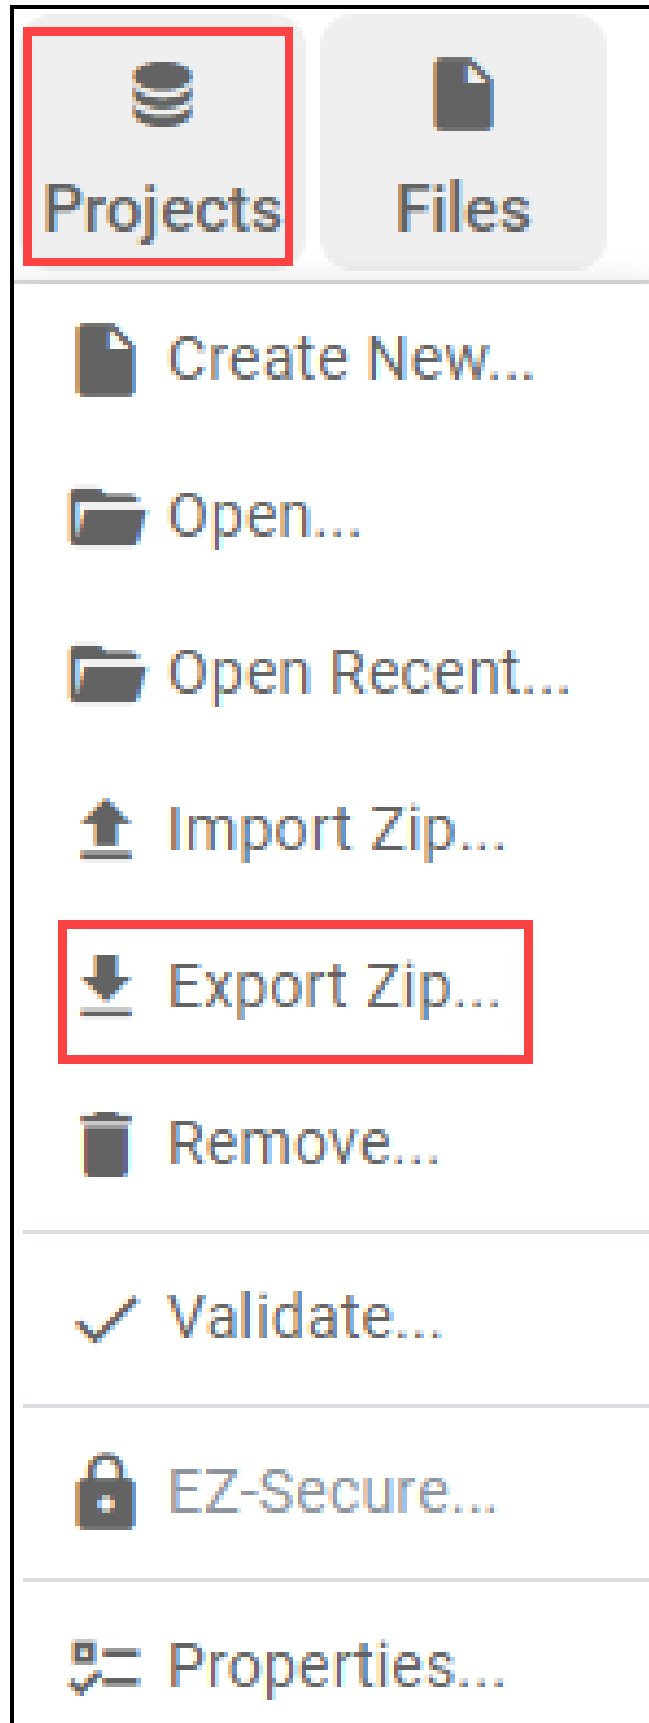 Projects
Files
Create New...
Open...
Open Recent...
Import Zip...
Export Zip...
Remove...
Validate...
EZ-Secure...
Properties...